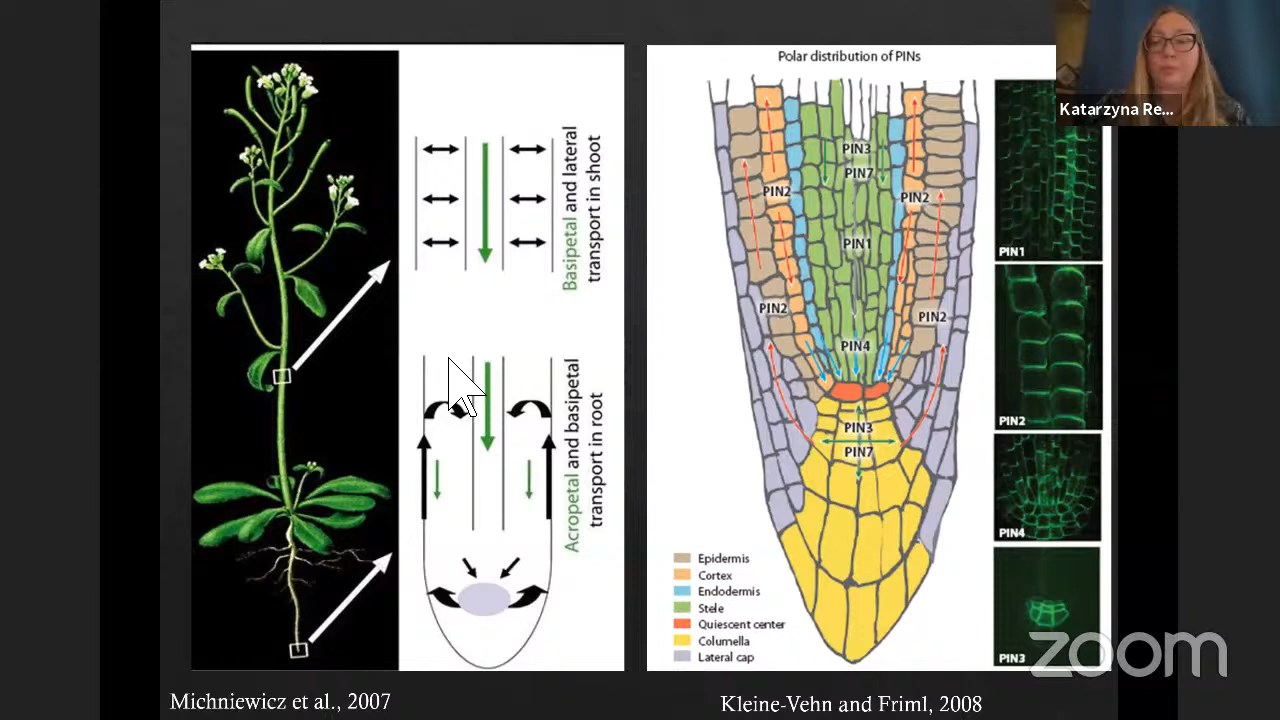 Basipetal and lateral
transport in shoot
Acropetal and basipetal
transport in root
Michniewicz et al., 2007
Polar distribution of PINs
PIN3
PIN7
PIN2
PIN2
PIN1
PIN2
PIN2
PIN4
PIN3
PIN7
Epidermis
Cortex
Endodermis
Stele
Quiescent center
Columella
Lateral cap
PIN1
PIN2
PIN4
PIN3
Kleine-Vehn and Friml, 2008
Katarzyna Re...
zoom